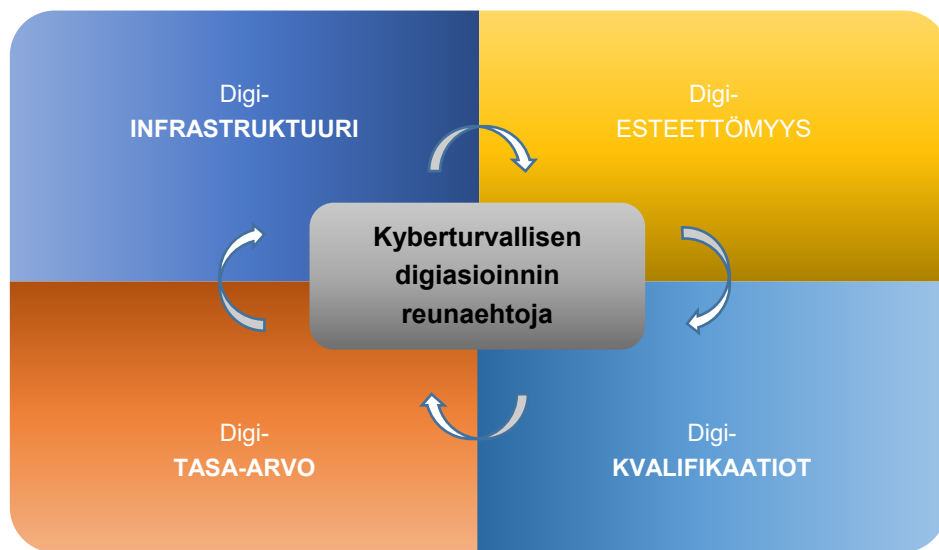 Digi-
INFRASTRUKTUURI
Digi-
ESTEETTÖMYYS
Kyberturvallisen
digiasioinnin
reunaehtoja
Digi-
TASA-ARVO
Digi-
KVALIFIKAATIOT